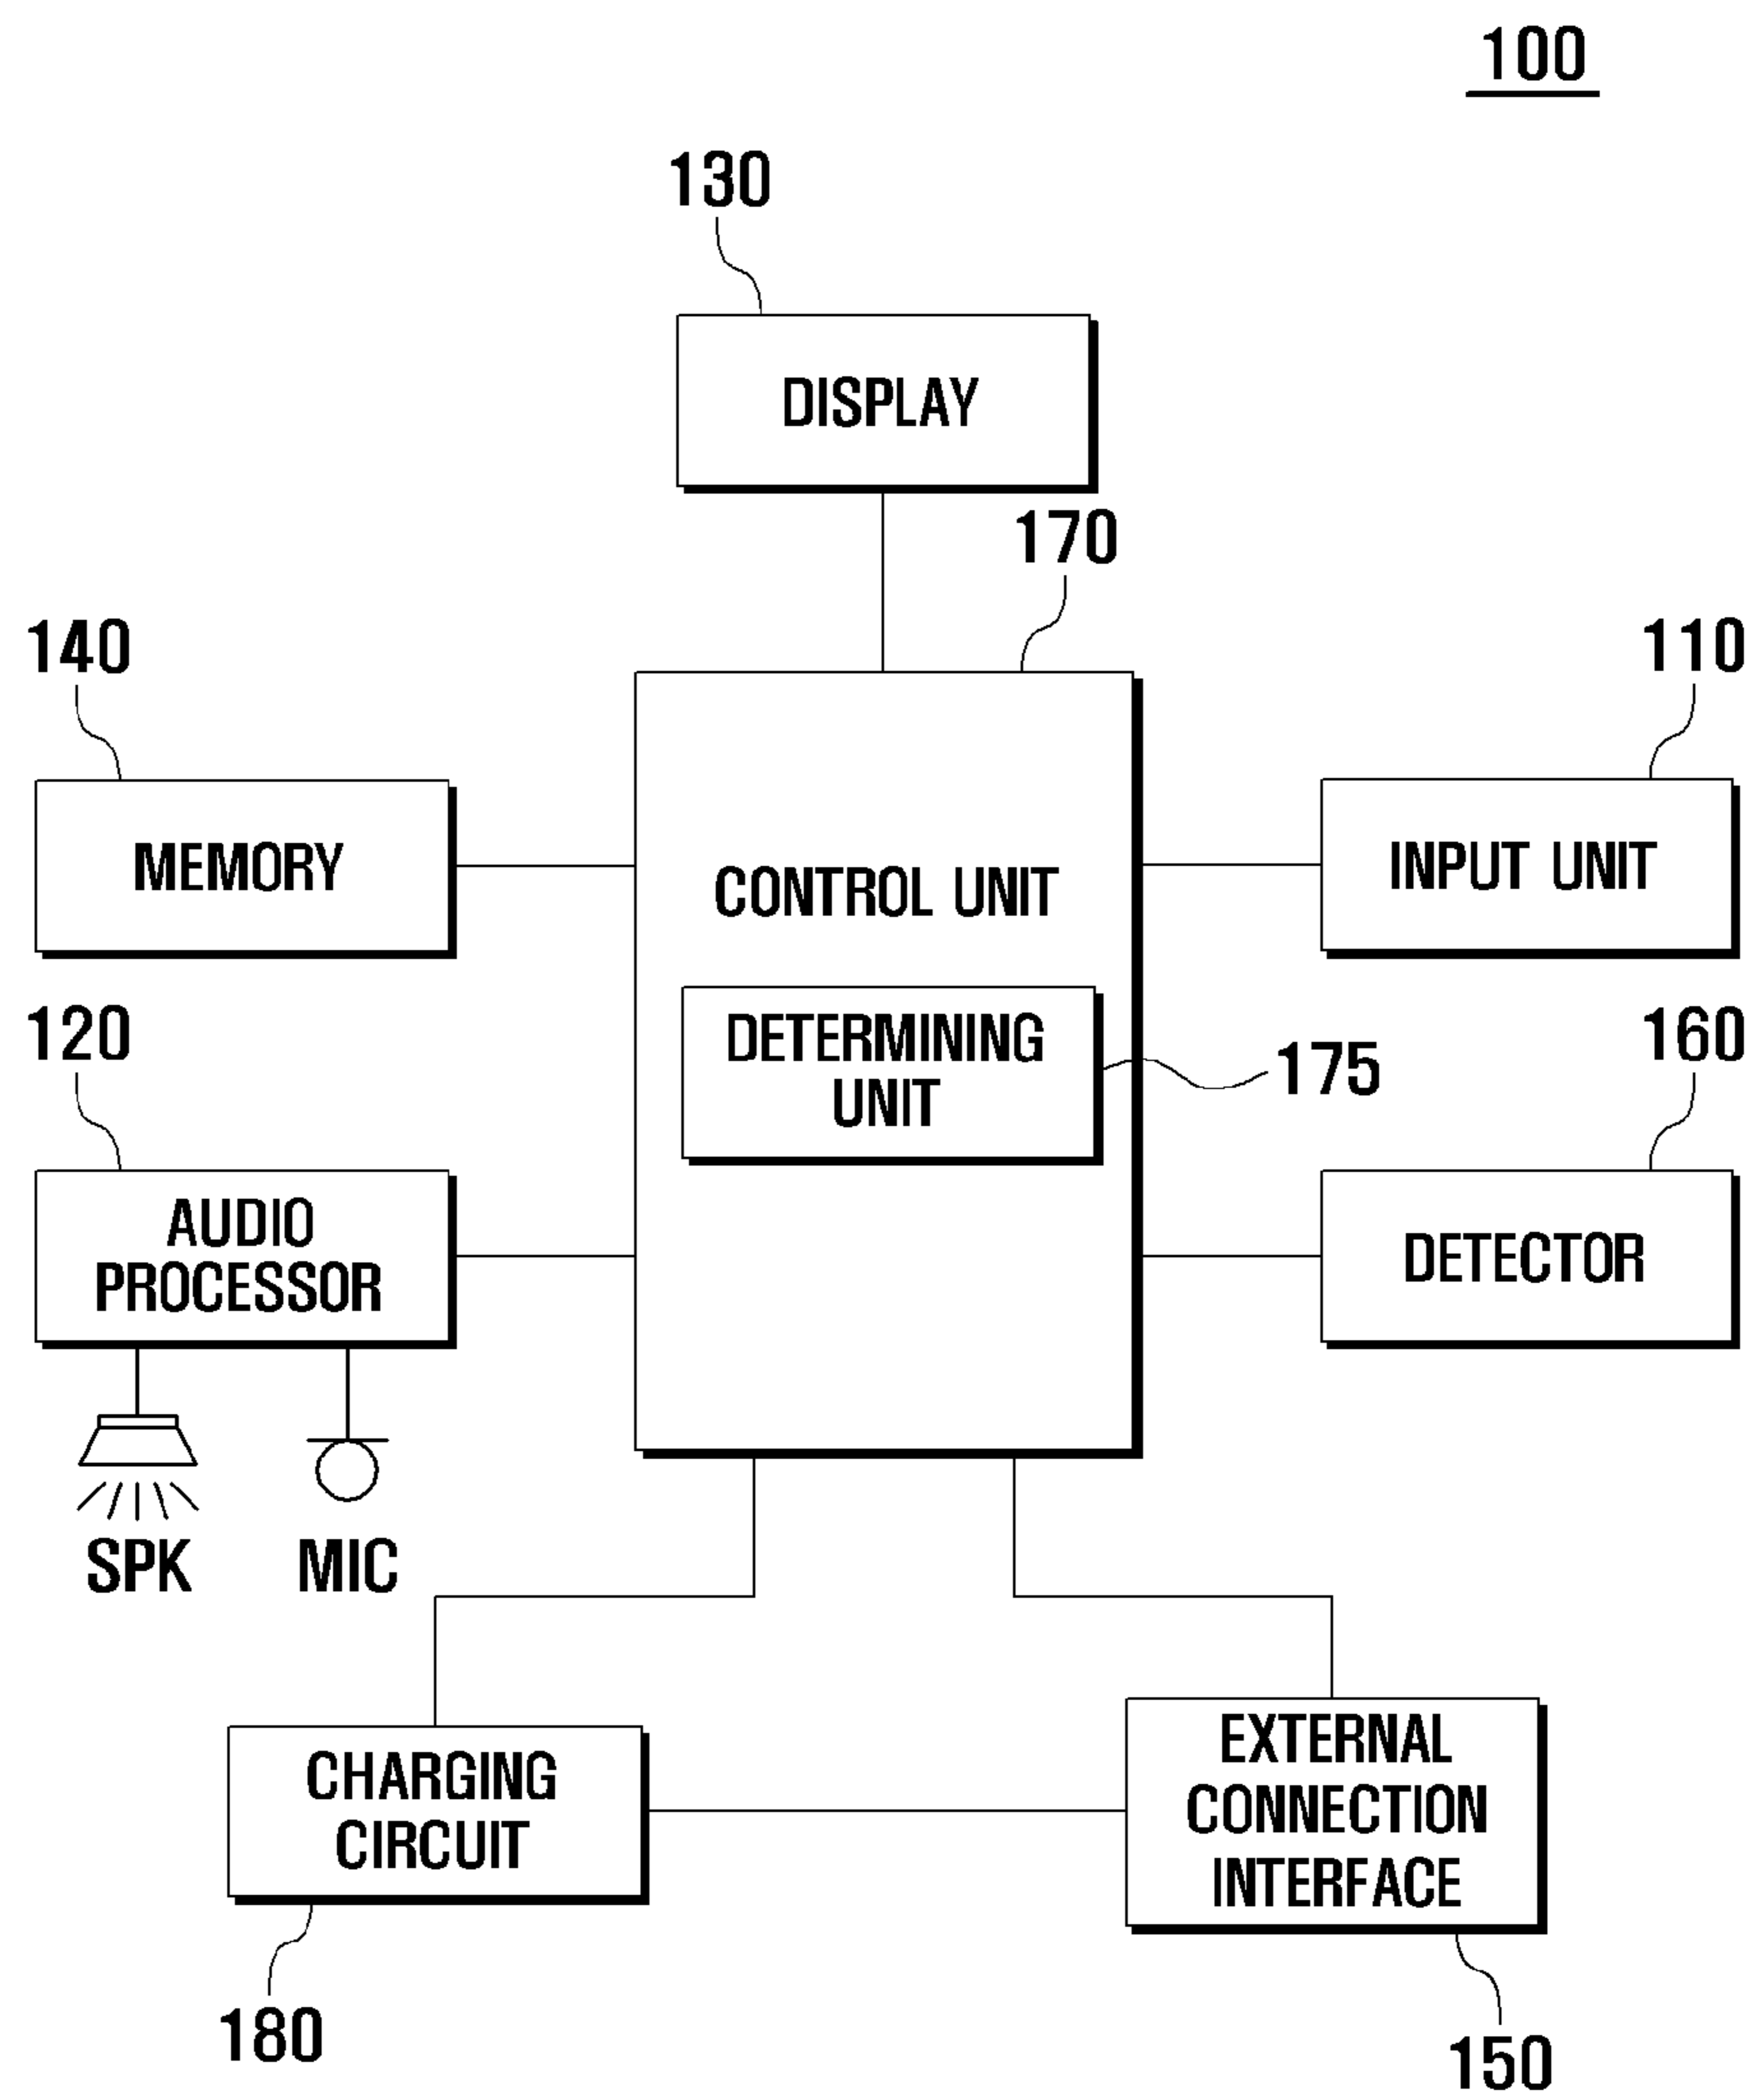 100
130
DISPLAY
170
140
110
MEMORY
CONTROL UNIT
INPUT UNIT
120
DETERMINING
UNIT
175
160
AUDIO
PROCESSOR
DETECTOR
SPK
MIC
CHARGING
CIRCUIT
EXTERNAL
CONNECTION
INTERFACE
180
150